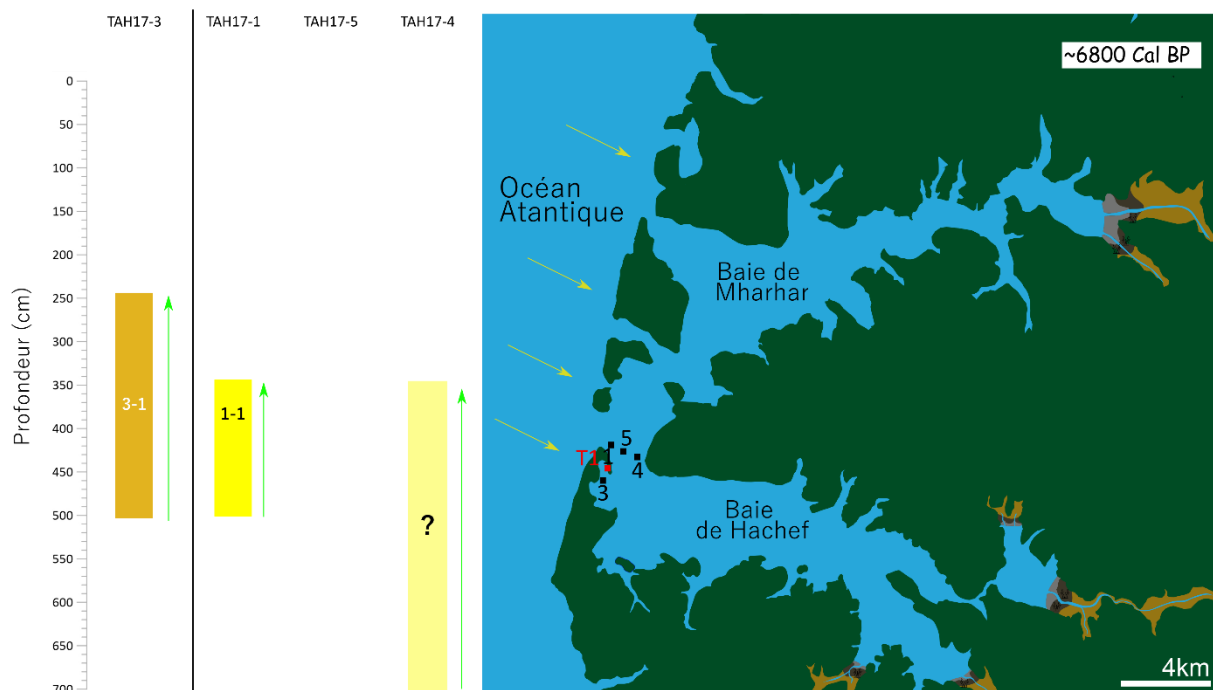 TAH17-3
TAH17-1
TAH17-5
TAH17-4
~6800 Cal BP
Profondeur (cm)
0
50
100
150
200
250
300
350
400
450
500
550
600
650
700
3-1
1-1
?
Océan
Atantique
Baie de
Mharhar
5
T1
1
4
3
Baie
de Hachef
4km